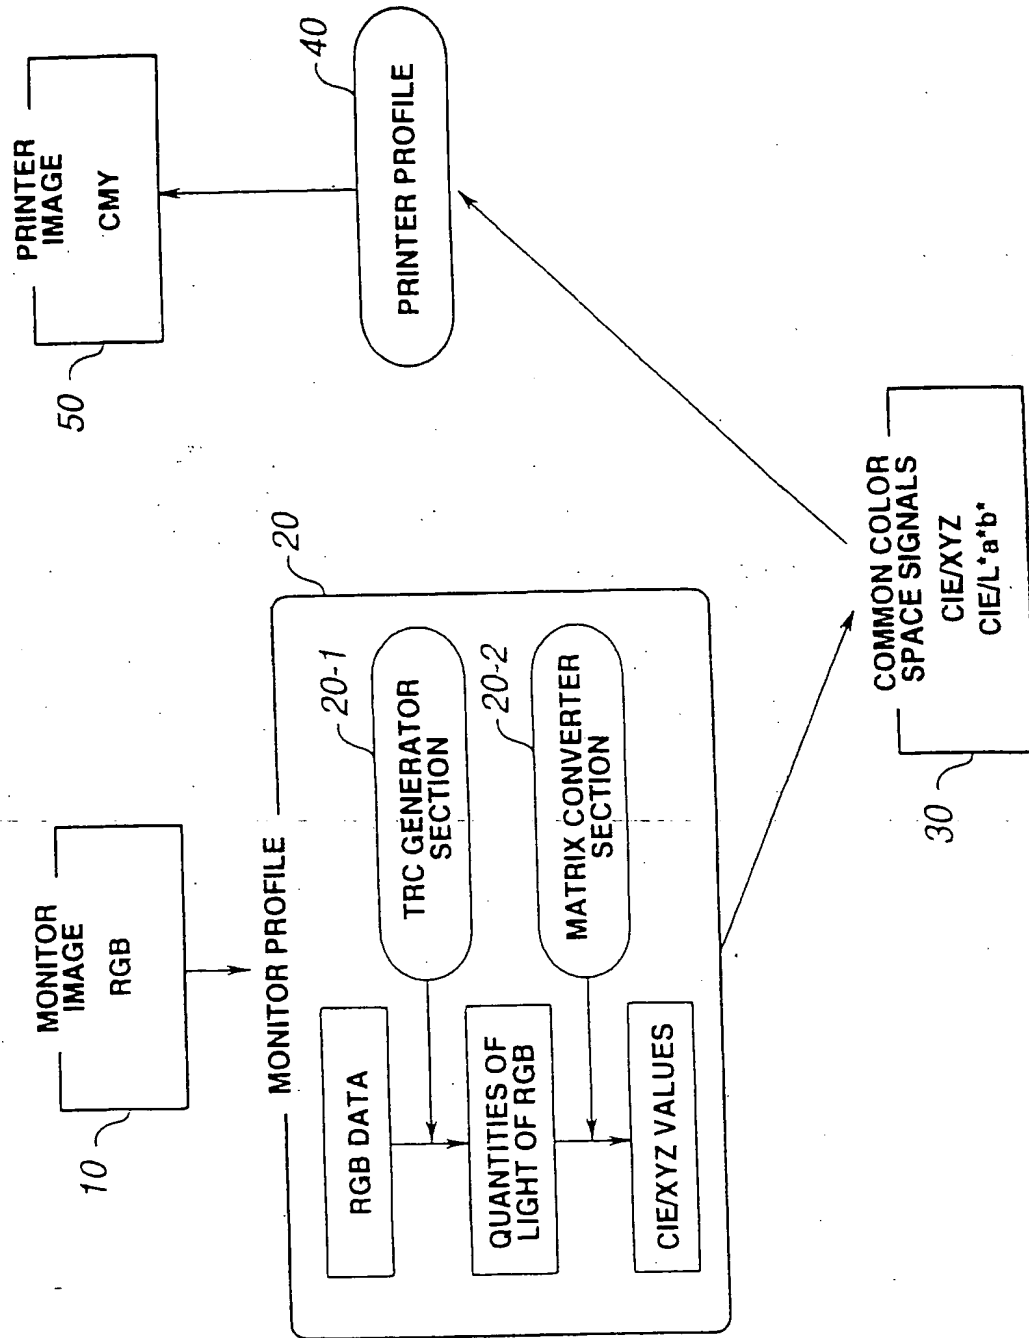 MONITOR
IMAGE
RGB
10
MONITOR PROFILE
20
RGB DATA
TRC GENERATOR
SECTION
20-1
QUANTITIES OF
LIGHT OF RGB
MATRIX CONVERTER
SECTION
20-2
CIE/XYZ VALUES
COMMON COLOR
SPACE SIGNALS
CIE/XYZ
CIE/L*a*b*
30
PRINTER PROFILE
40
PRINTER
IMAGE
CMY
50